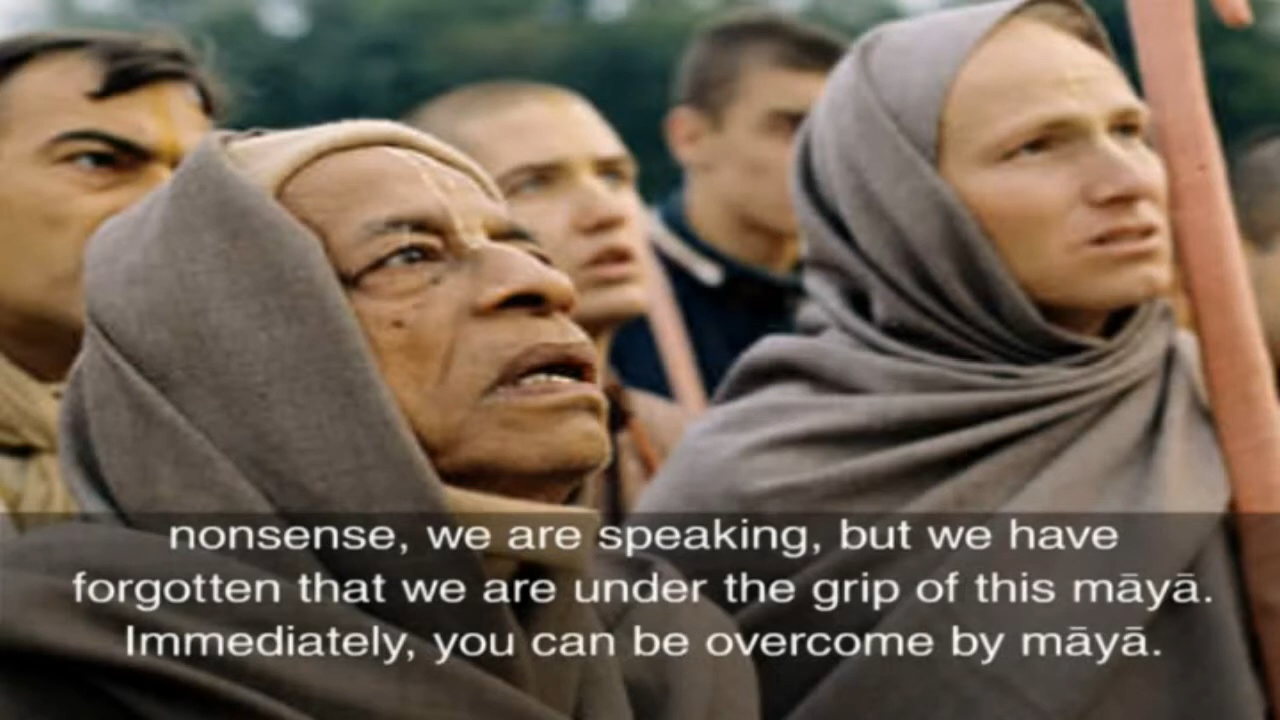 nonsense, we are speaking, but we have
forgotten that we are under the grip of this māyā.
Immediately, you can be overcome by māyā.